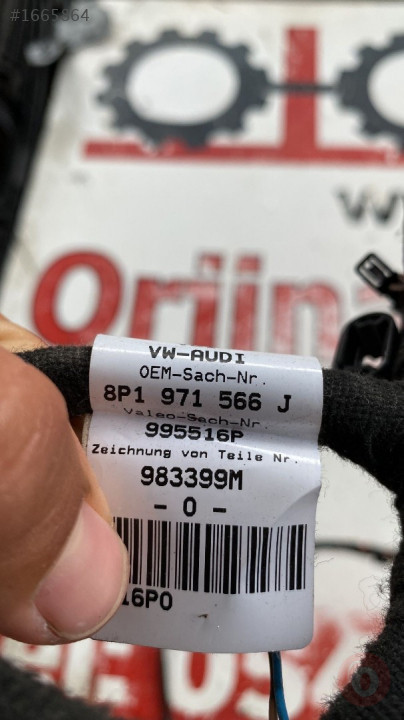 #1665864
Orjin
VW-AUDI
OEM-Sach-Nr.
8P1 971 566 J
Valeo-Sach-Nr.
995516P
Zeichnung von Teile Nr.
983399M
- 0 -
16P0